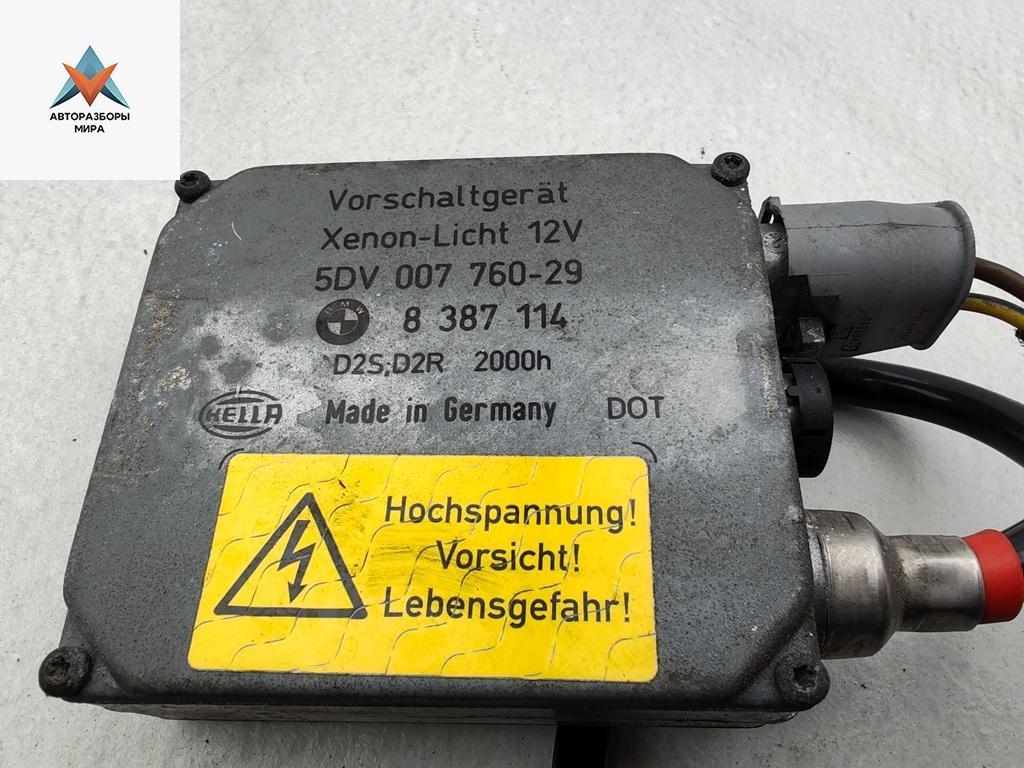 АВТОРАЗБОРЫ
МИРА
Vorschaltgerät
Xenon-Licht 12V
5DV 007 760-29
BMW 8 387 114
D2S,D2R 2000h
HELLA Made in Germany DOT
Hochspannung!
Vorsicht!
Lebensgefahr!